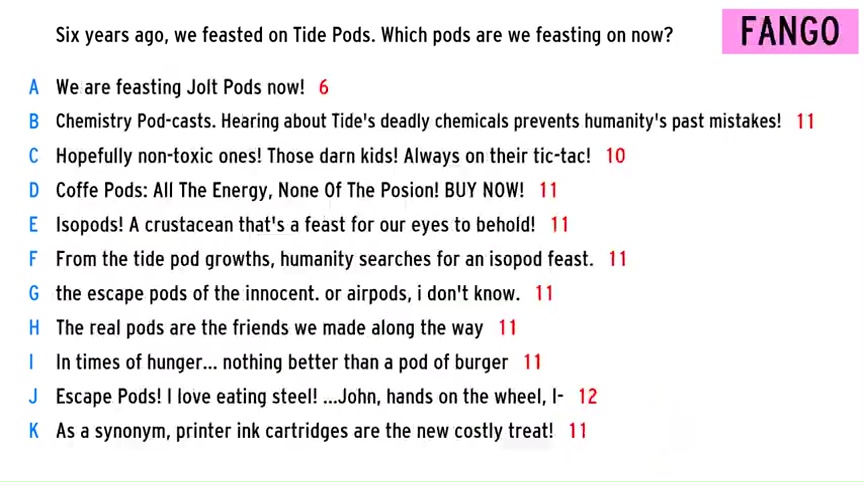 Six years ago, we feasted on Tide Pods. Which pods are we feasting on now?
FANGO
A We are feasting Jolt Pods now! 6
B Chemistry Pod-casts. Hearing about Tide's deadly chemicals prevents humanity's past mistakes! 11
C Hopefully non-toxic ones! Those darn kids! Always on their tic-tac! 10
D Coffe Pods: All The Energy, None Of The Posion! BUY NOW! 11
E Isopods! A crustacean that's a feast for our eyes to behold! 11
F From the tide pod growths, humanity searches for an isopod feast. 11
G the escape pods of the innocent. or airpods, i don't know. 11
H The real pods are the friends we made along the way 11
I In times of hunger... nothing better than a pod of burger 11
J Escape Pods! I love eating steel! ...John, hands on the wheel, I- 12
K As a synonym, printer ink cartridges are the new costly treat! 11